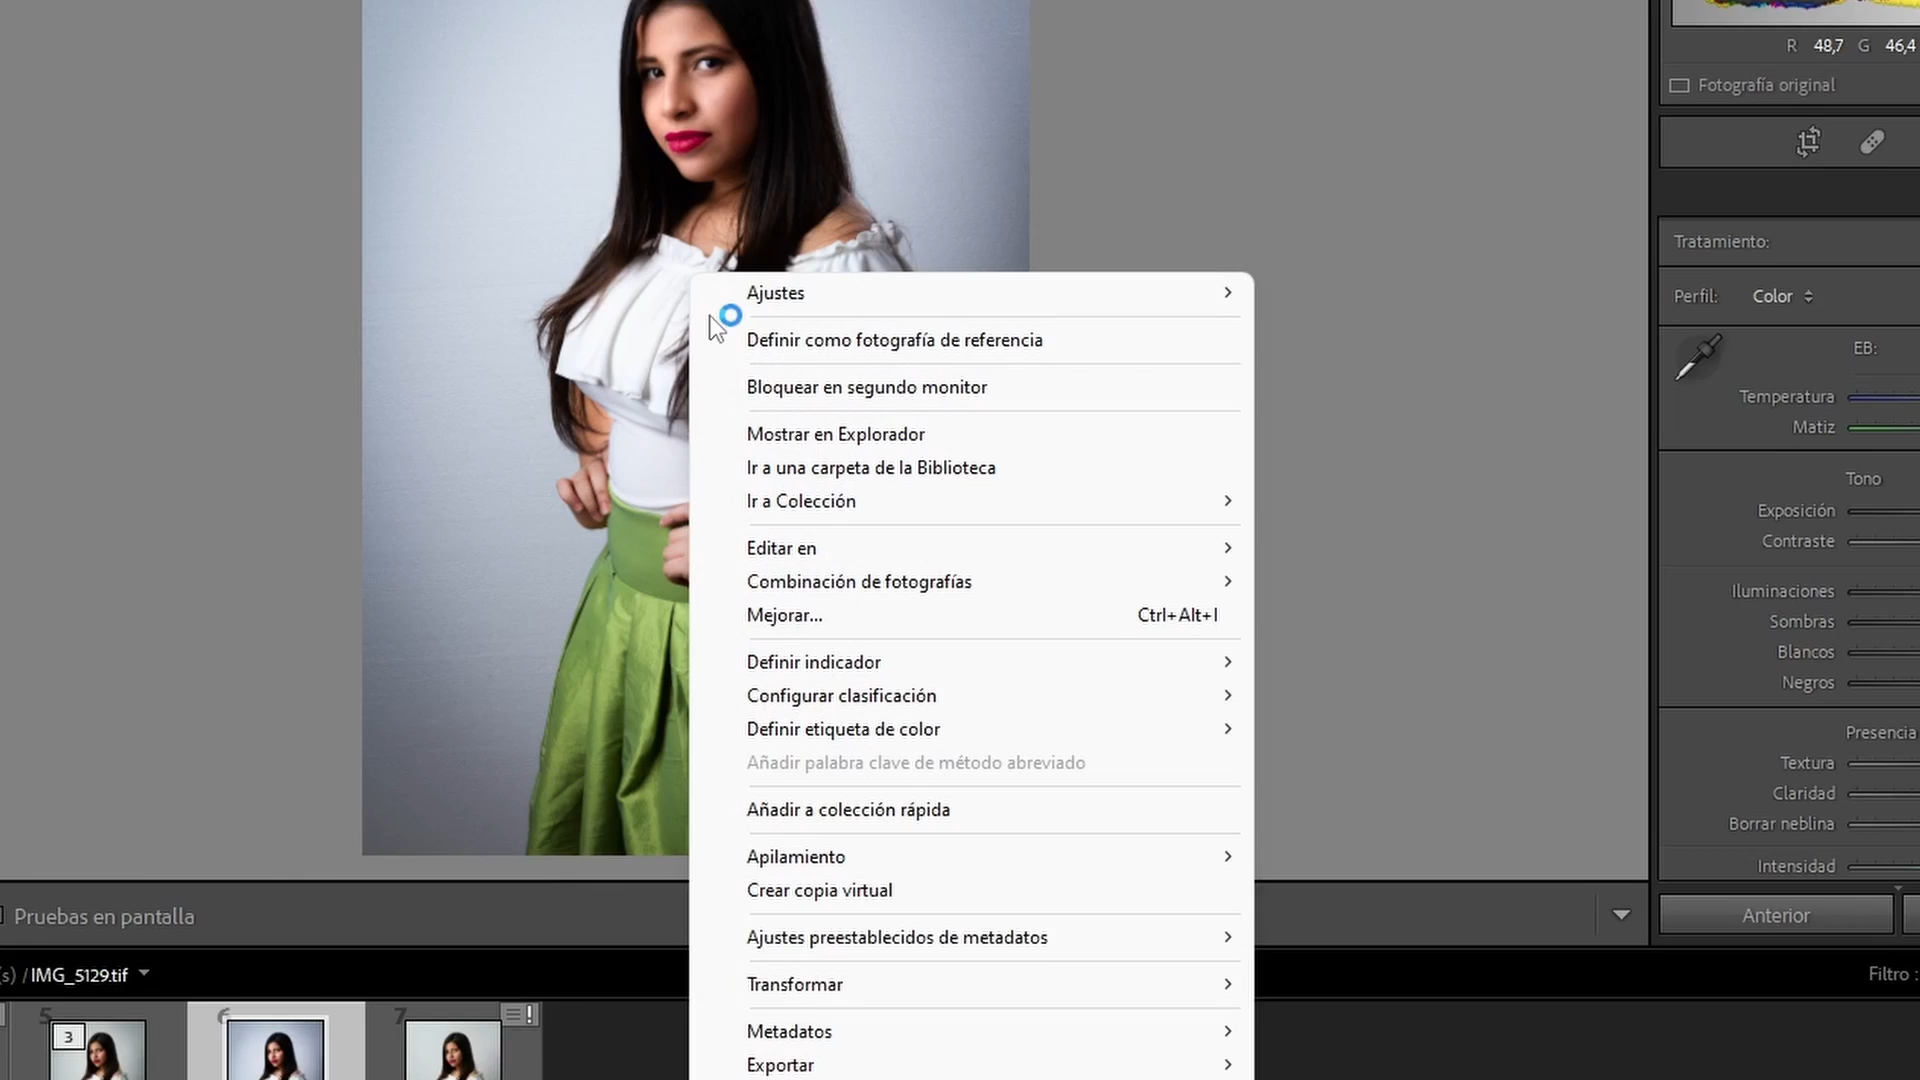 R 48,7 G 46,4
Fotografía original
Tratamiento:
Perfil: Color
EB:
Temperatura
Matiz
Tono
Exposición
Contraste
Iluminaciones
Sombras
Blancos
Negros
Presencia
Textura
Claridad
Borrar neblina
Intensidad
Anterior
Ajustes
Definir como fotografía de referencia
Bloquear en segundo monitor
Mostrar en Explorador
Ir a una carpeta de la Biblioteca
Ir a Colección
Editar en
Combinación de fotografías
Mejorar... Ctrl+Alt+I
Definir indicador
Configurar clasificación
Definir etiqueta de color
Añadir palabra clave de método abreviado
Añadir a colección rápida
Apilamiento
Crear copia virtual
Ajustes preestablecidos de metadatos
Transformar
Metadatos
Exportar
Pruebas en pantalla
(s) / IMG_5129.tif
Filtro :
5
3
6
7